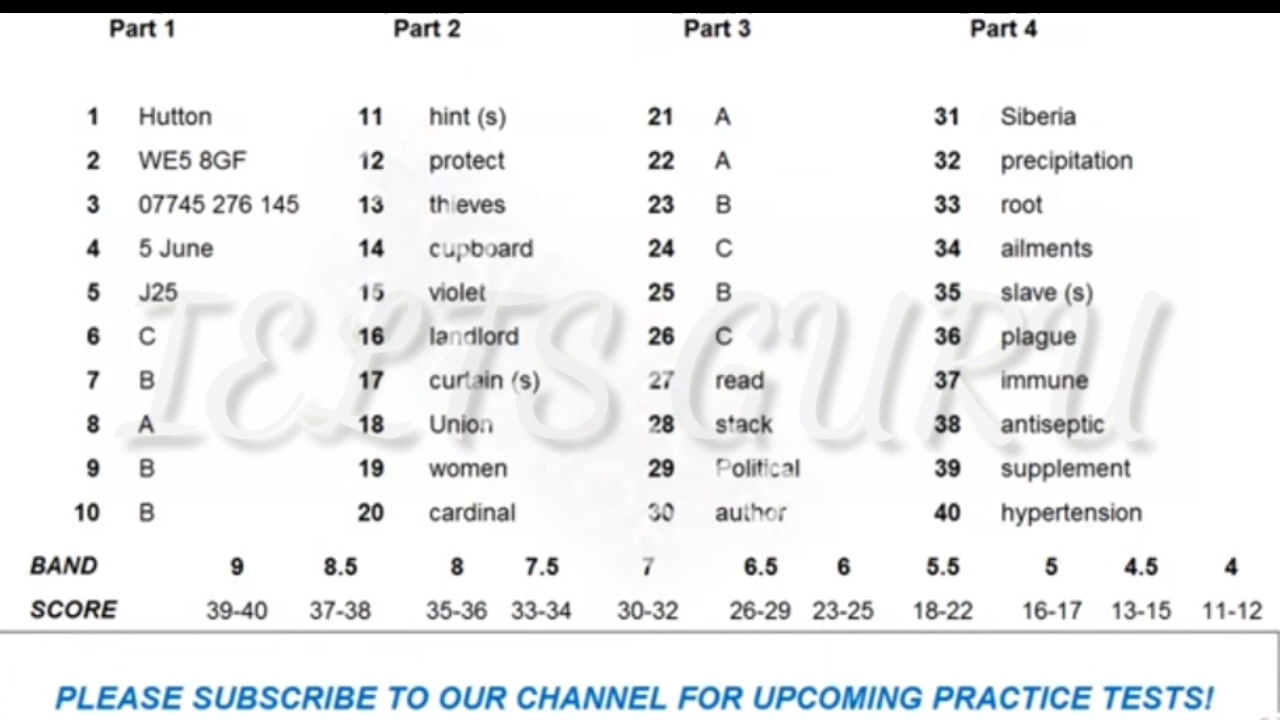 Part 1 Part 2 Part 3 Part 4
1 Hutton 11 hint (s) 21 A 31 Siberia
2 WE5 8GF 12 protect 22 A 32 precipitation
3 07745 276 145 13 thieves 23 B 33 root
4 5 June 14 cupboard 24 C 34 ailments
5 J25 15 violet 25 B 35 slave (s)
6 C 16 landlord 26 C 36 plague
7 B 17 curtain (s) 27 read 37 immune
8 A 18 Union 28 stack 38 antiseptic
9 B 19 women 29 Political 39 supplement
10 B 20 cardinal 30 author 40 hypertension
IELTS GURU
BAND 9 8.5 8 7.5 7 6.5 6 5.5 5 4.5 4
SCORE 39-40 37-38 35-36 33-34 30-32 26-29 23-25 18-22 16-17 13-15 11-12
PLEASE SUBSCRIBE TO OUR CHANNEL FOR UPCOMING PRACTICE TESTS!